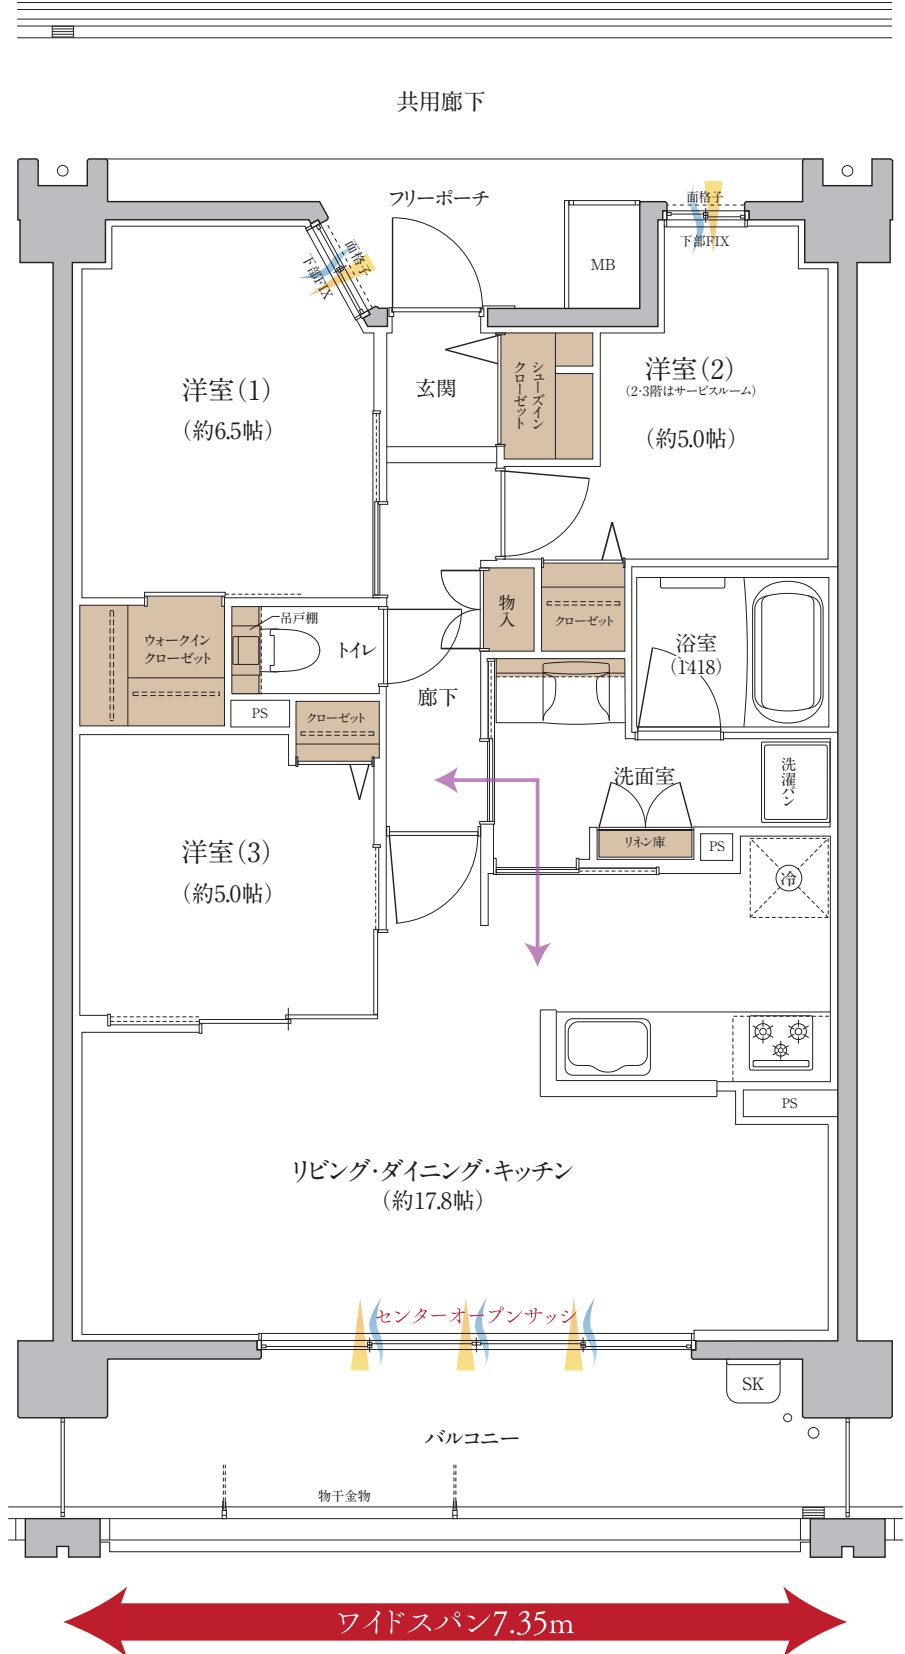 共用廊下
フリーポーチ
面格子
下部FIX
面格子
下部FIX
MB
洋室(1)
(約6.5帖)
玄関
シューズイン
クローゼット
洋室(2)
(2・3階はサービスルーム)
(約5.0帖)
ウォークイン
クローゼット
吊戸棚
トイレ
物入
クローゼット
浴室
(1418)
PS
クローゼット
廊下
洗面室
洗濯パン
リネン庫
PS
冷
洋室(3)
(約5.0帖)
PS
リビング・ダイニング・キッチン
(約17.8帖)
センターオープンサッシ
SK
バルコニー
物干金物
ワイドスパン7.35m